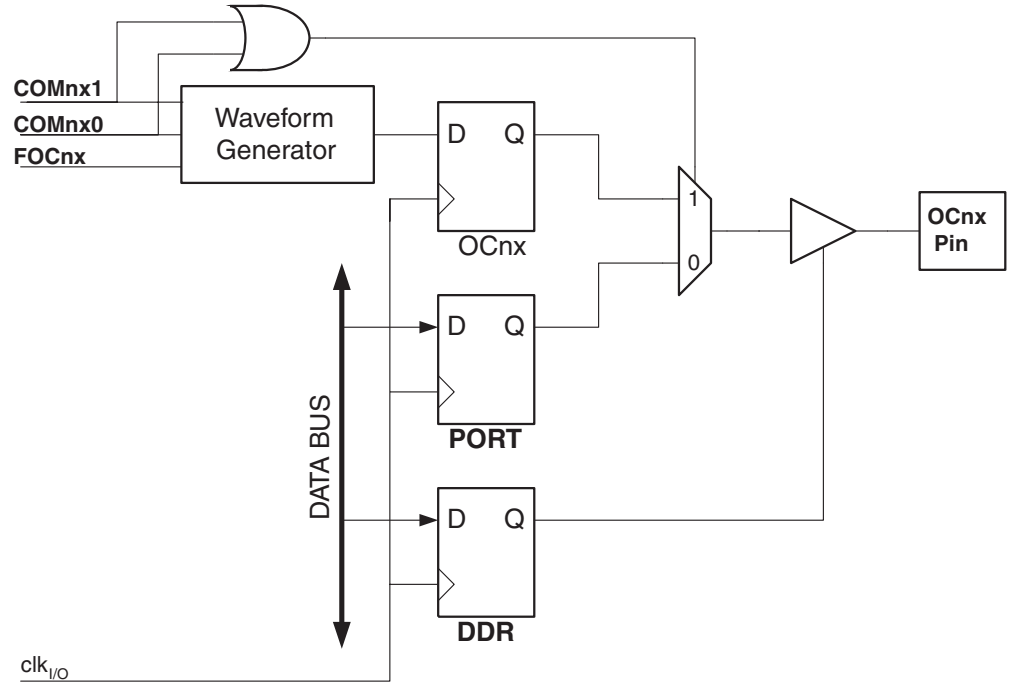 COMnx1
COMnx0
FOCnx
Waveform
Generator
D Q
OCnx
1
0
OCnx
Pin
D Q
PORT
DATA BUS
D Q
DDR
clkI/O